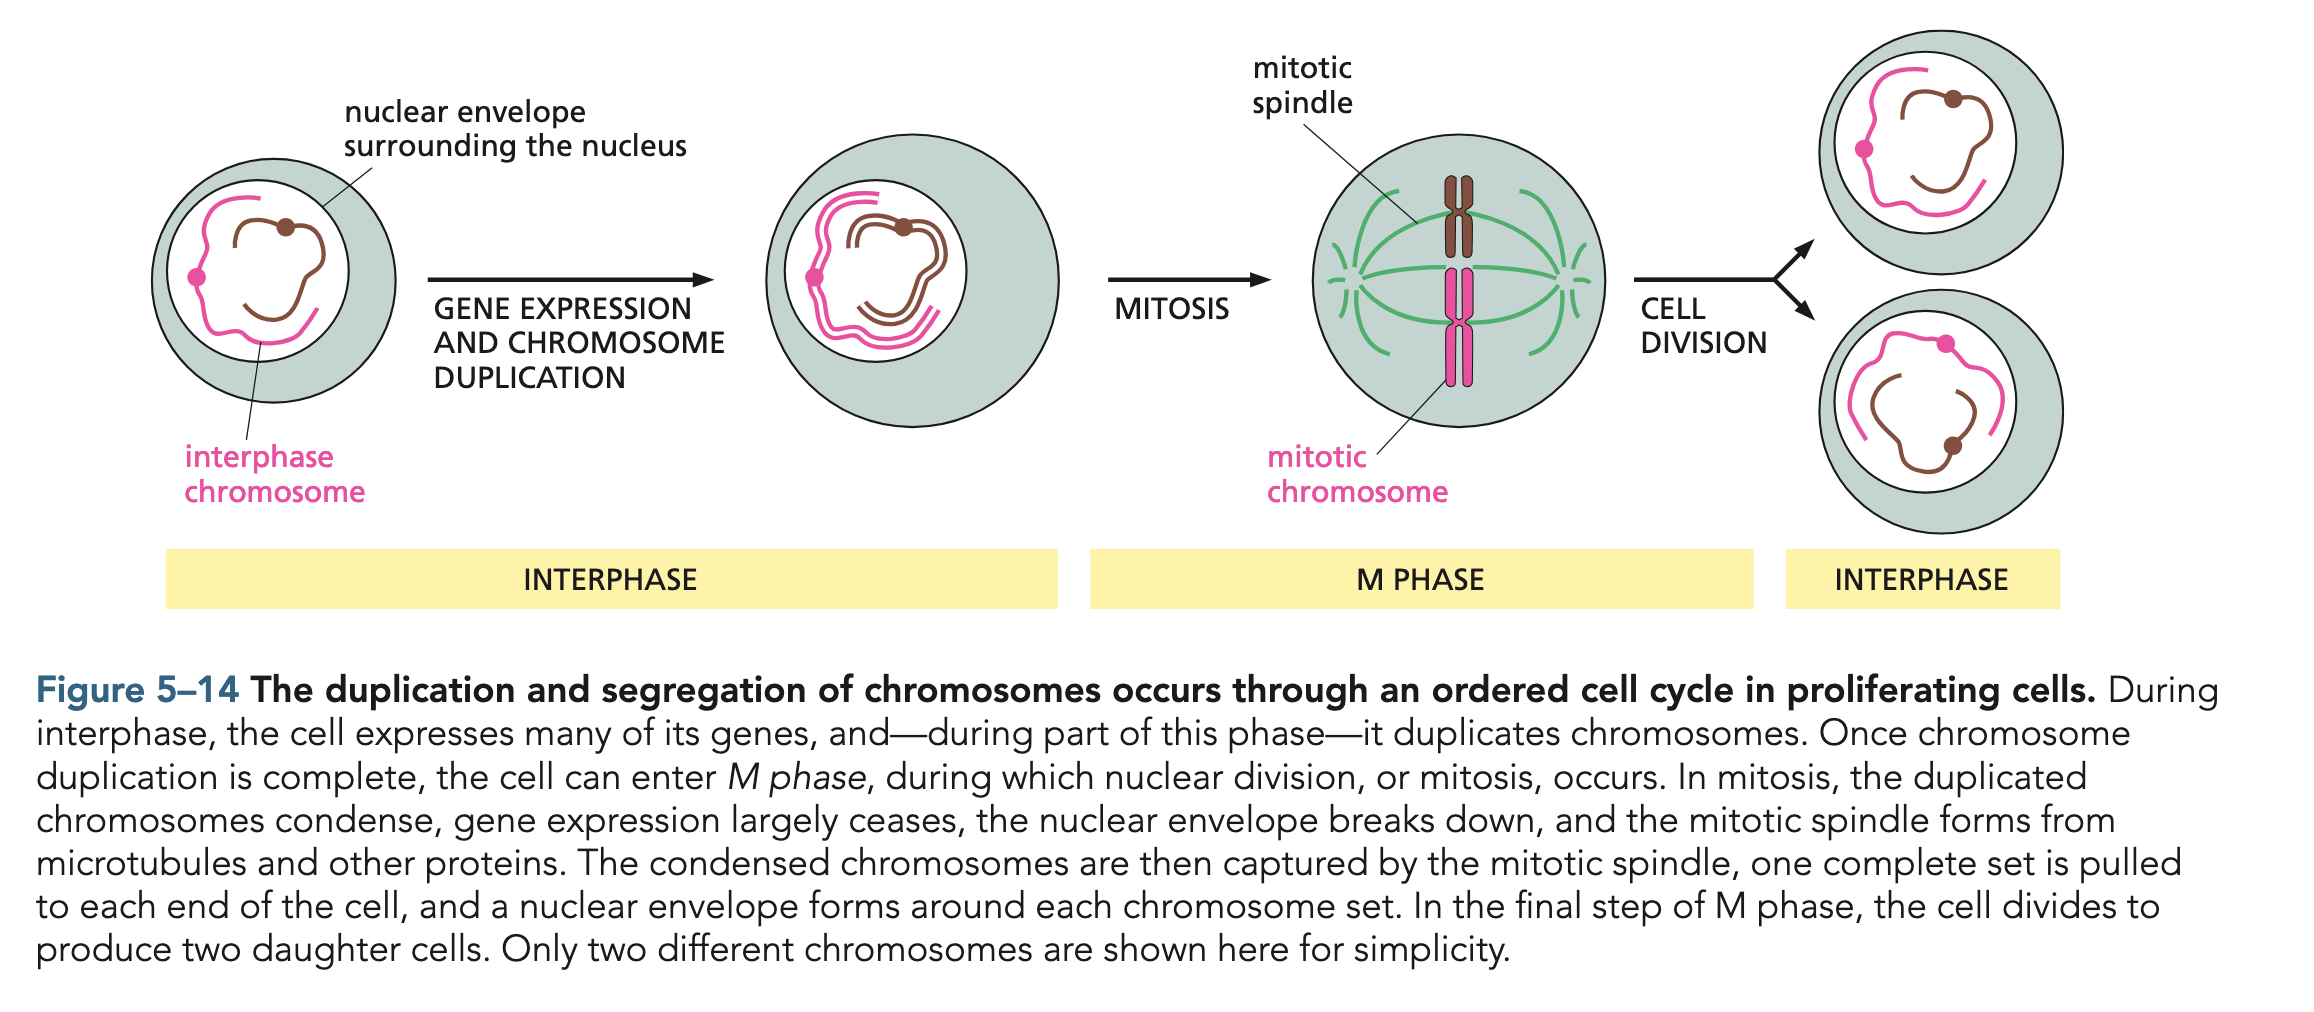 nuclear envelope
surrounding the nucleus
GENE EXPRESSION
AND CHROMOSOME
DUPLICATION
interphase
chromosome
MITOSIS
mitotic
spindle
mitotic
chromosome
CELL
DIVISION
INTERPHASE
M PHASE
INTERPHASE
Figure 5–14 The duplication and segregation of chromosomes occurs through an ordered cell cycle in proliferating cells. During
interphase, the cell expresses many of its genes, and—during part of this phase—it duplicates chromosomes. Once chromosome
duplication is complete, the cell can enter M phase, during which nuclear division, or mitosis, occurs. In mitosis, the duplicated
chromosomes condense, gene expression largely ceases, the nuclear envelope breaks down, and the mitotic spindle forms from
microtubules and other proteins. The condensed chromosomes are then captured by the mitotic spindle, one complete set is pulled
to each end of the cell, and a nuclear envelope forms around each chromosome set. In the final step of M phase, the cell divides to
produce two daughter cells. Only two different chromosomes are shown here for simplicity.